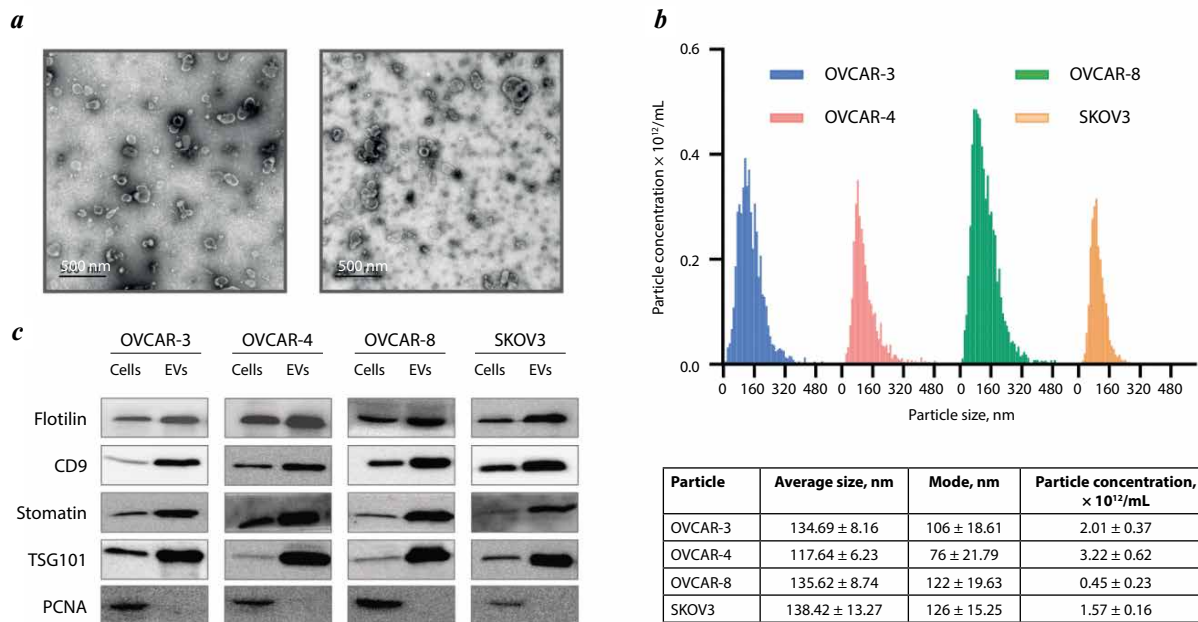 a
500 nm
500 nm
b
Particle concentration × 10¹²/mL
0.6
0.4
0.2
0.0
OVCAR-3
OVCAR-8
OVCAR-4
SKOV3
0 160 320 480 0 160 320 480 0 160 320 480 0 160 320 480
Particle size, nm
c
OVCAR-3 OVCAR-4 OVCAR-8 SKOV3
Cells EVs Cells EVs Cells EVs Cells EVs
Flotilin
CD9
Stomatin
TSG101
PCNA
Particle Average size, nm Mode, nm Particle concentration,
× 10¹²/mL
OVCAR-3 134.69 ± 8.16 106 ± 18.61 2.01 ± 0.37
OVCAR-4 117.64 ± 6.23 76 ± 21.79 3.22 ± 0.62
OVCAR-8 135.62 ± 8.74 122 ± 19.63 0.45 ± 0.23
SKOV3 138.42 ± 13.27 126 ± 15.25 1.57 ± 0.16